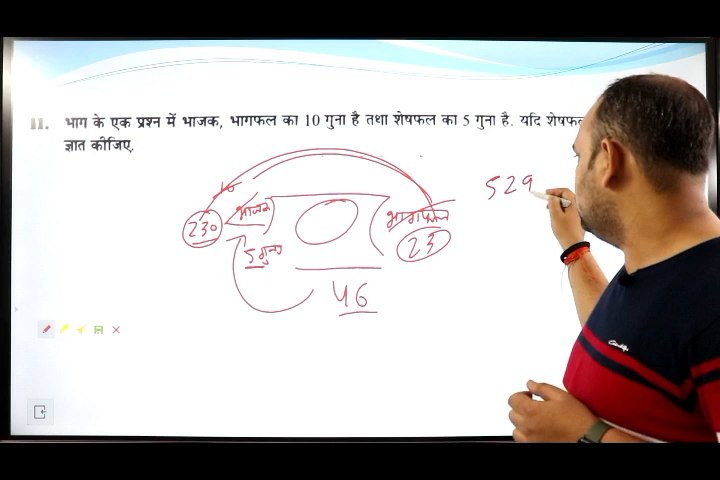 11. भाग के एक प्रश्न में भाजक, भागफल का 10 गुना है तथा शेषफल का 5 गुना है. यदि शेषफल
ज्ञात कीजिए.
10
भाजक
भागफल
529
230
23
5 गुना
46